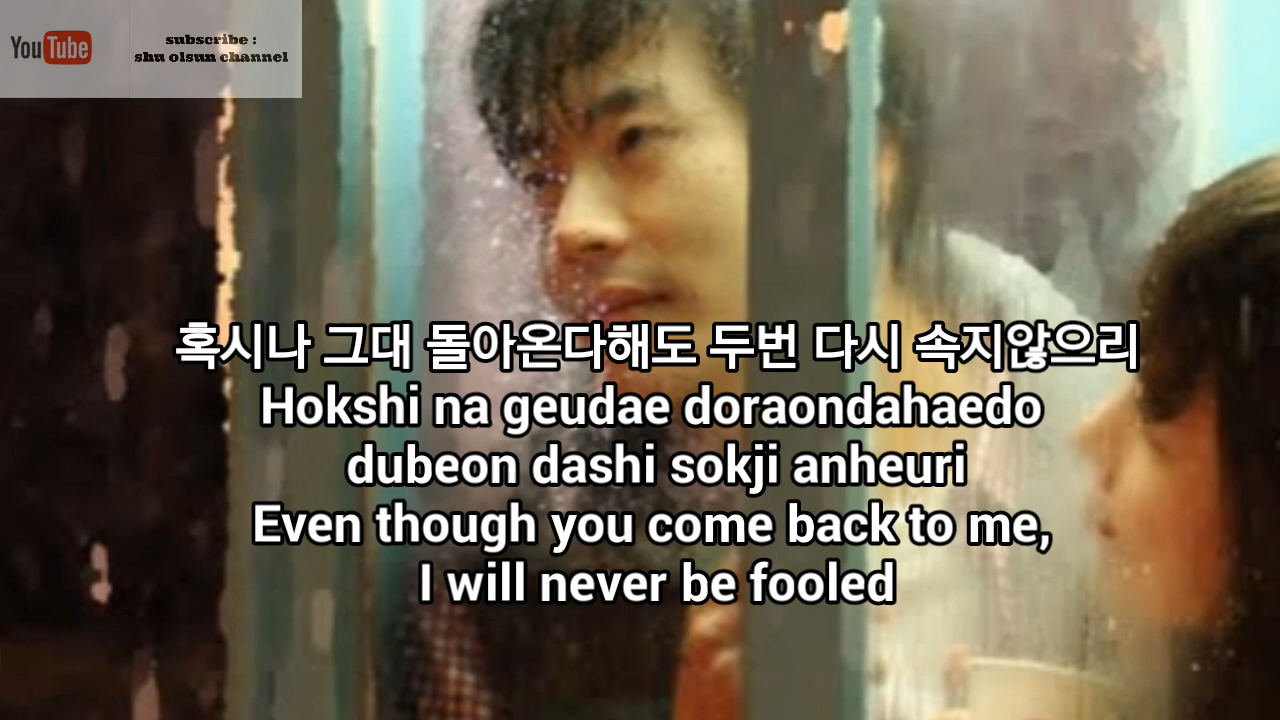 YouTube
subscribe :
shu olsun channel
혹시나 그대 돌아온다해도 두번 다시 속지않으리
Hokshi na geudae doraondahaedo
dubeon dashi sokji anheuri
Even though you come back to me,
I will never be fooled